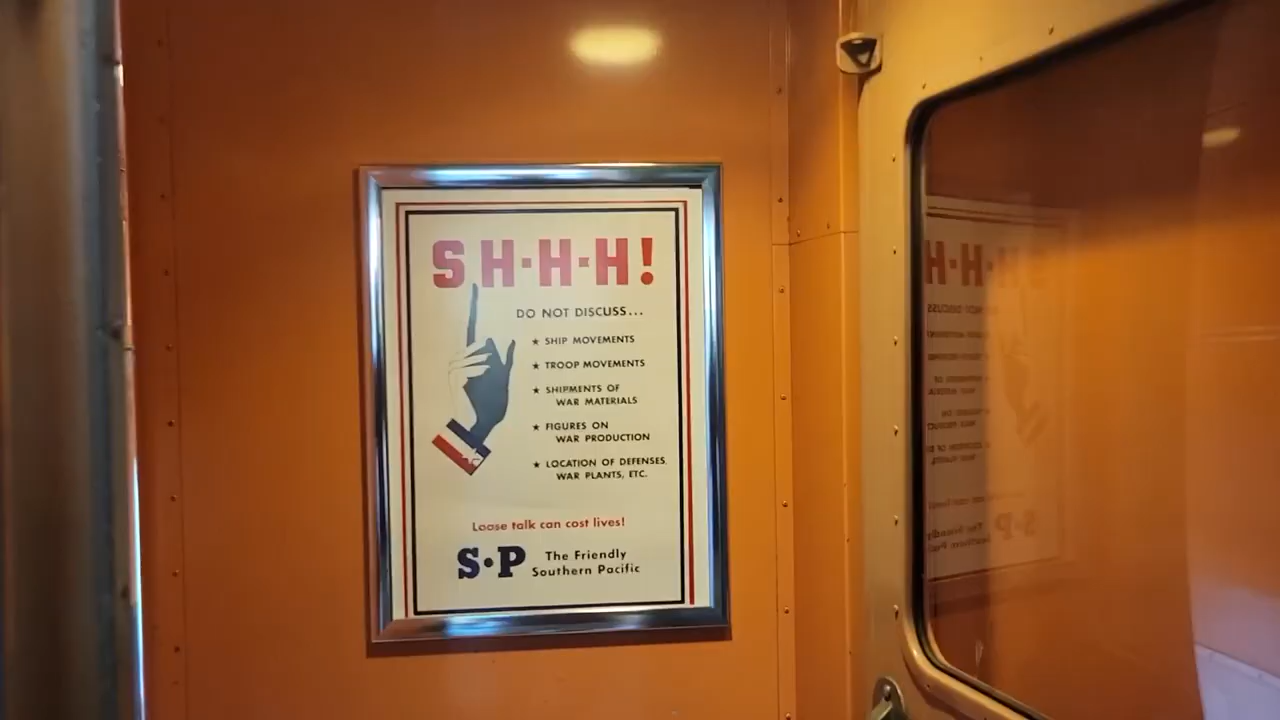 S H·H·H!
DO NOT DISCUSS...
★ SHIP MOVEMENTS
★ TROOP MOVEMENTS
★ SHIPMENTS OF
WAR MATERIALS
★ FIGURES ON
WAR PRODUCTION
★ LOCATION OF DEFENSES,
WAR PLANTS, ETC.
Loose talk can cost lives!
S·P The Friendly
Southern Pacific